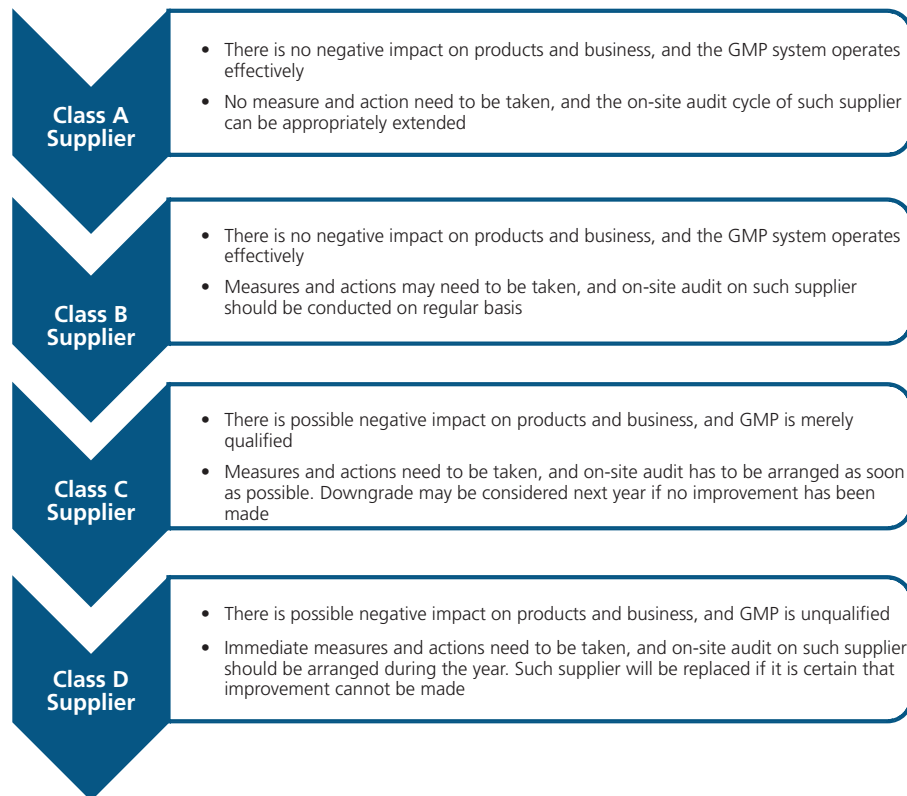 Class A
Supplier
• There is no negative impact on products and business, and the GMP system operates
effectively
• No measure and action need to be taken, and the on-site audit cycle of such supplier
can be appropriately extended
Class B
Supplier
• There is no negative impact on products and business, and the GMP system operates
effectively
• Measures and actions may need to be taken, and on-site audit on such supplier
should be conducted on regular basis
Class C
Supplier
• There is possible negative impact on products and business, and GMP is merely
qualified
• Measures and actions need to be taken, and on-site audit has to be arranged as soon
as possible. Downgrade may be considered next year if no improvement has been
made
Class D
Supplier
• There is possible negative impact on products and business, and GMP is unqualified
• Immediate measures and actions need to be taken, and on-site audit on such supplier
should be arranged during the year. Such supplier will be replaced if it is certain that
improvement cannot be made